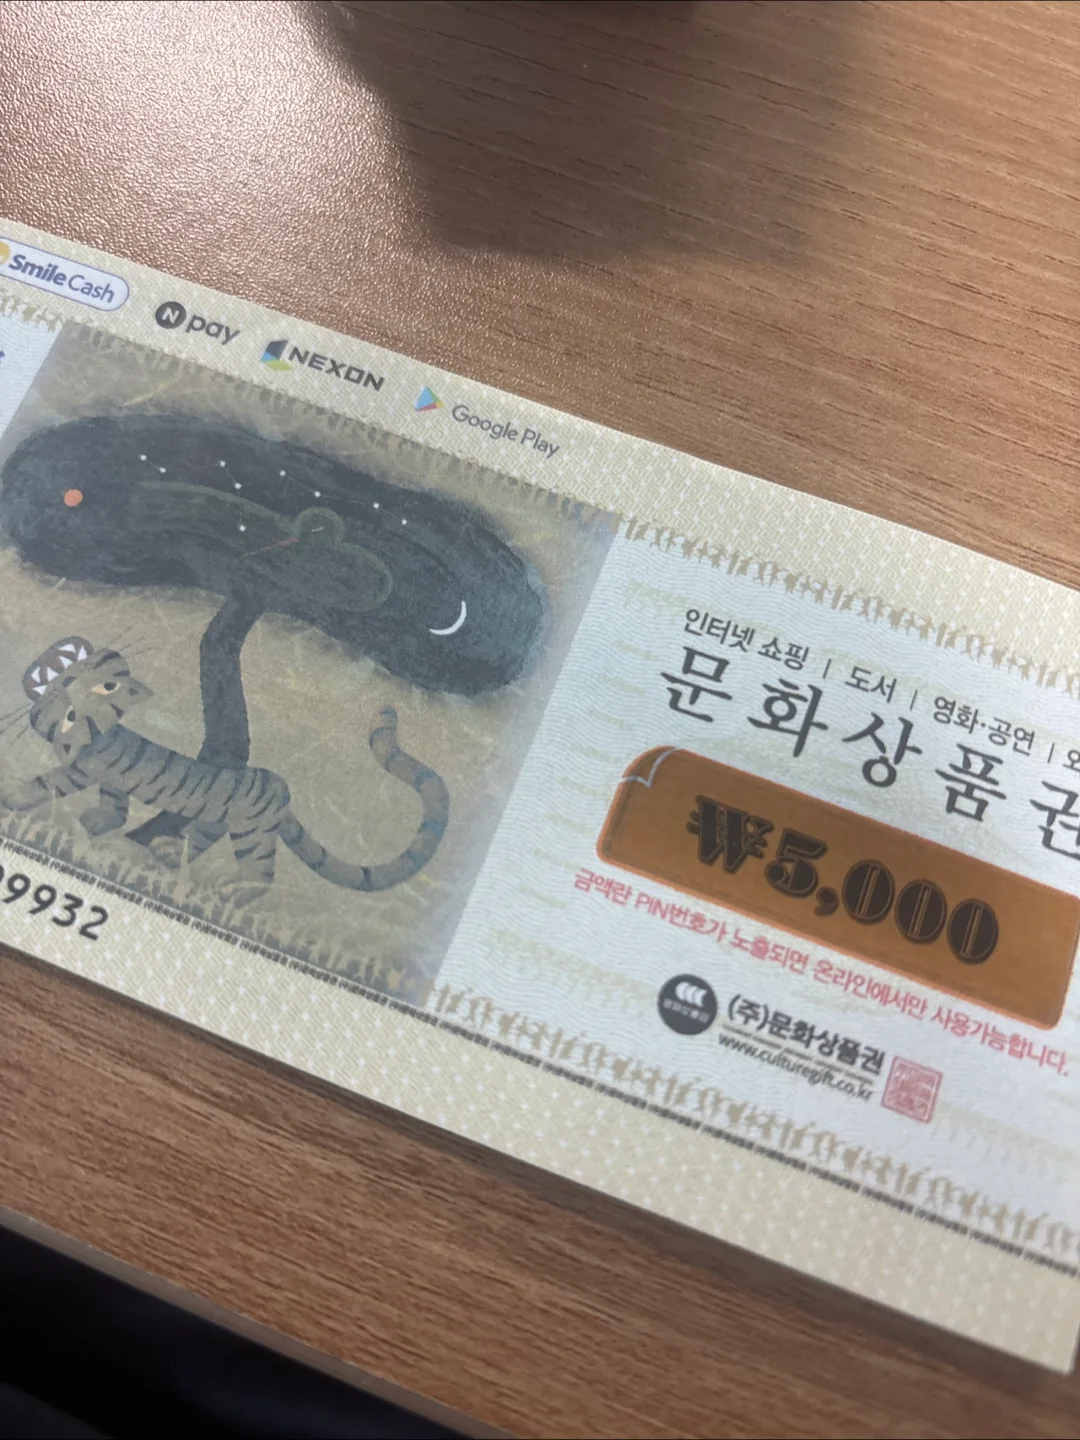 SmileCash
N pay
NEXON
Google Play
인터넷 쇼핑 | 도서 | 영화·공연 |
문화상품권
₩5,000
금액란 PIN번호가 노출되면 온라인에서만 사용가능합니다.
(주)문화상품권
www.culturegift.co.kr
9932